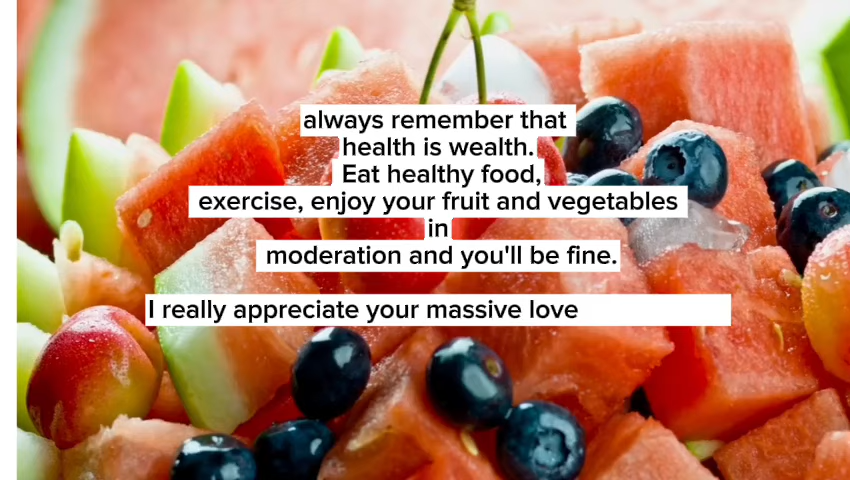 always remember that
health is wealth.
Eat healthy food,
exercise, enjoy your fruit and vegetables
in
moderation and you'll be fine.
I really appreciate your massive love